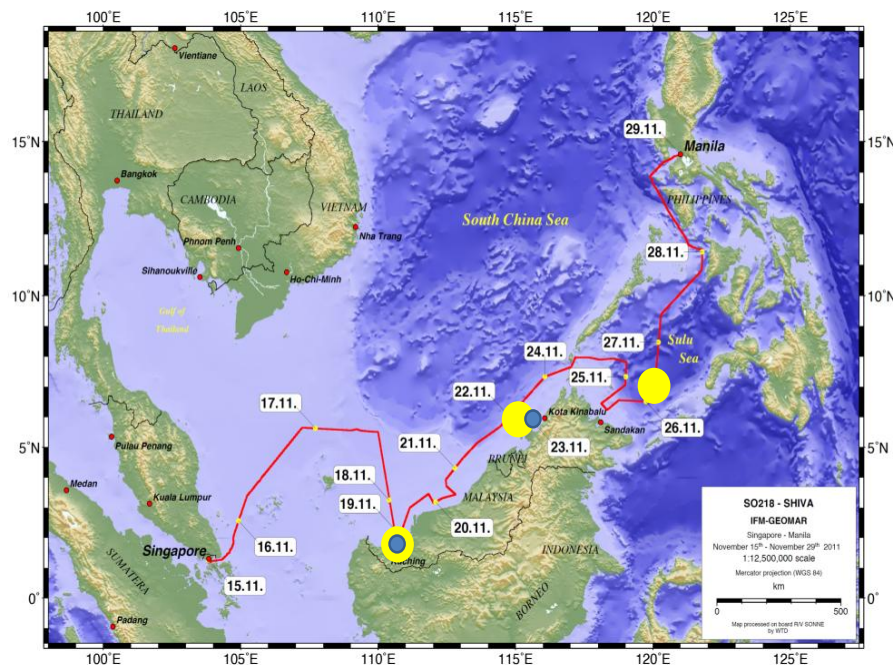 100°E
105°E
110°E
115°E
120°E
125°E
Vientiane
LAOS
THAILAND
29.11.
15°N
Manila
Bangkok
CAMBODIA
VIETNAM
PHILIPPINES
South China Sea
Phnom Penh
Nha Trang
28.11.
Sihanoukville
Ho-Chi-Minh
10°N
Gulf of
Thailand
27.11.
Sulu
Sea
24.11.
25.11.
22.11.
17.11.
Kota Kinabalu
Sandakan
26.11.
5°N
Pulau Penang
21.11.
23.11.
BRUNEI
18.11.
Medan
Kuala Lumpur
19.11.
MALAYSIA
20.11.
16.11.
Singapore
Kuching
INDONESIA
15.11.
SUMATERA
BORNEO
0°
Padang
SO218 - SHIVA
IFM-GEOMAR
Singapore - Manila
November 15th - November 29th 2011
1:12,500,000 scale
Mercator projection (WGS 84)
km
0
500
Map processed on board R/V SONNE
by WTD
100°E
105°E
110°E
115°E
120°E
125°E
15°N
10°N
5°N
0°